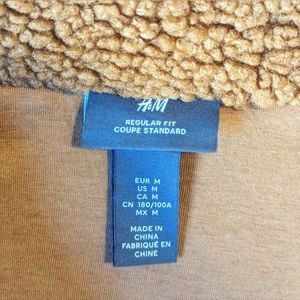 H&M
REGULAR FIT
COUPE STANDARD
EUR M
US M
CA M
CN 180/100A
MX M
MADE IN
CHINA
FABRIQUÉ EN
CHINE